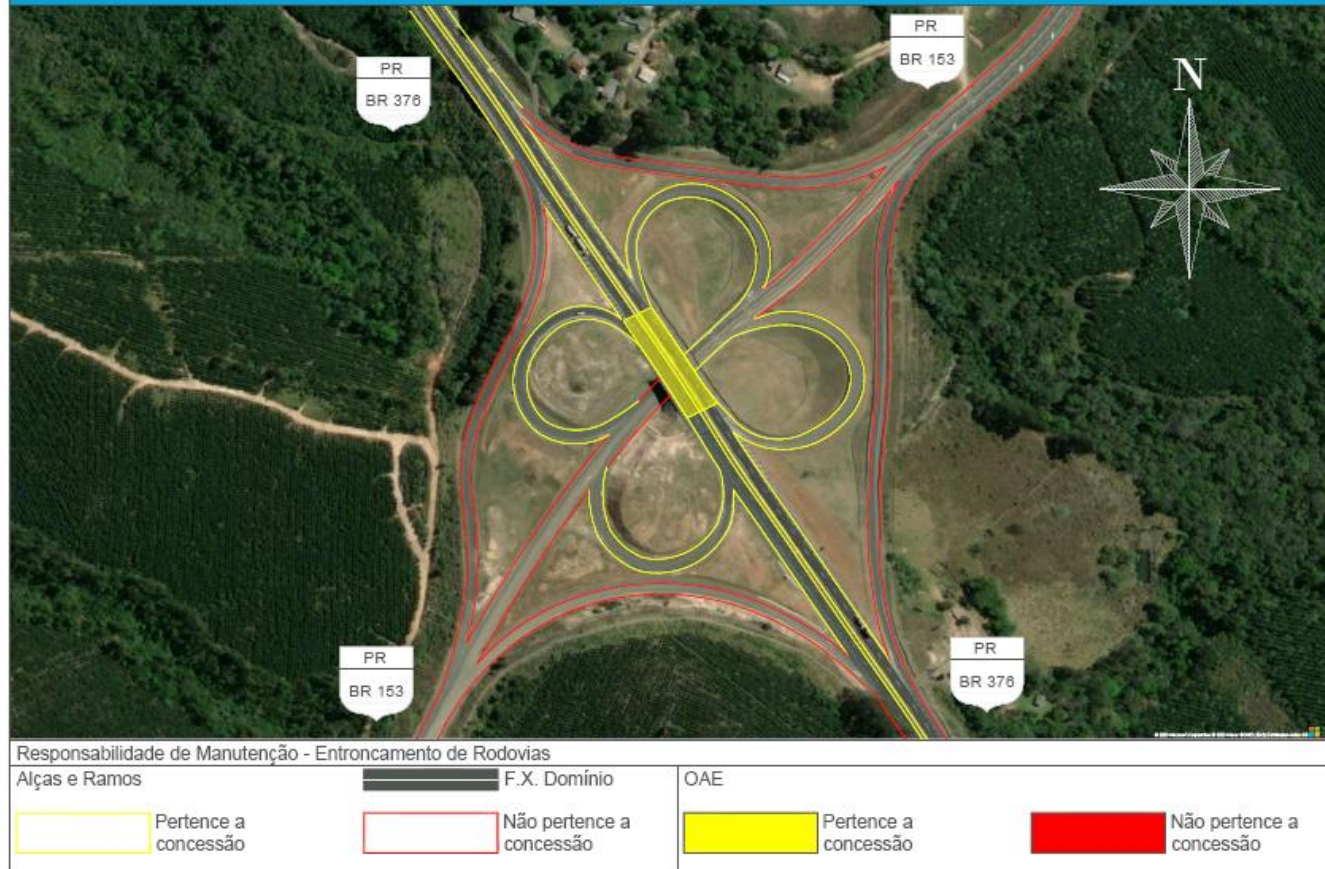 PR
BR 153
PR
BR 376
N
PR
BR 153
PR
BR 376
Responsabilidade de Manutenção - Entroncamento de Rodovias
Alças e Ramos
F.X. Domínio
OAE
Pertence a
concessão
Não pertence a
concessão
Pertence a
concessão
Não pertence a
concessão